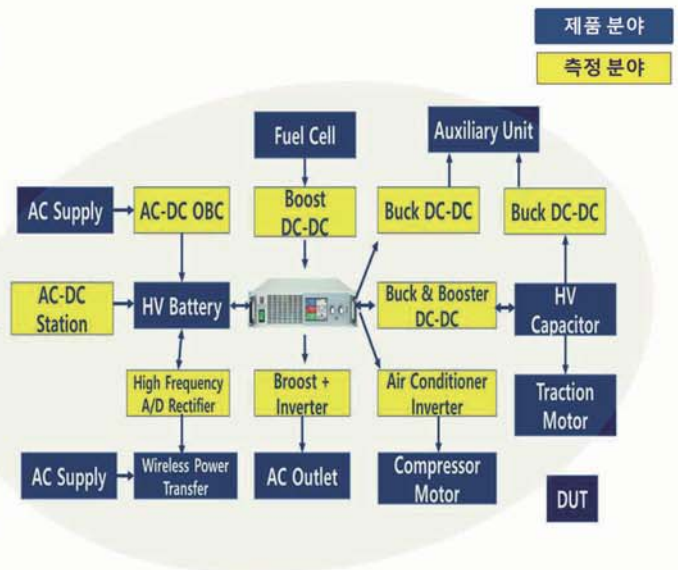 제품 분야
측정 분야
Fuel Cell
Auxiliary Unit
AC Supply
AC-DC OBC
Boost
DC-DC
Buck DC-DC
Buck DC-DC
AC-DC
Station
HV Battery
Buck & Booster
DC-DC
HV
Capacitor
High Frequency
A/D Rectifier
Broost +
Inverter
Air Conditioner
Inverter
Traction
Motor
AC Supply
Wireless Power
Transfer
AC Outlet
Compressor
Motor
DUT